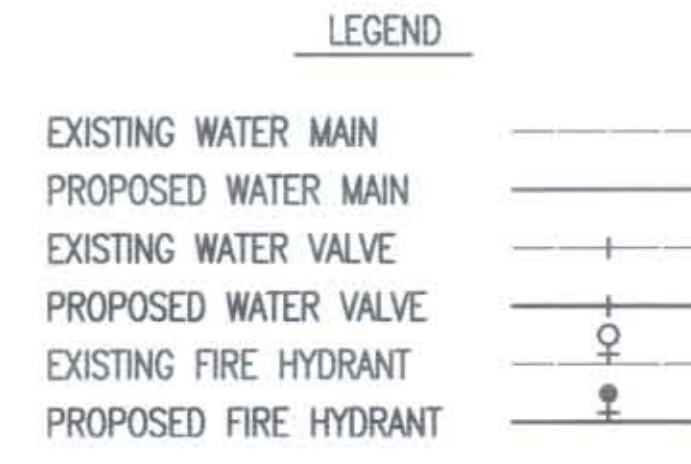 LEGEND
EXISTING WATER MAIN
PROPOSED WATER MAIN
EXISTING WATER VALVE
PROPOSED WATER VALVE
EXISTING FIRE HYDRANT
PROPOSED FIRE HYDRANT